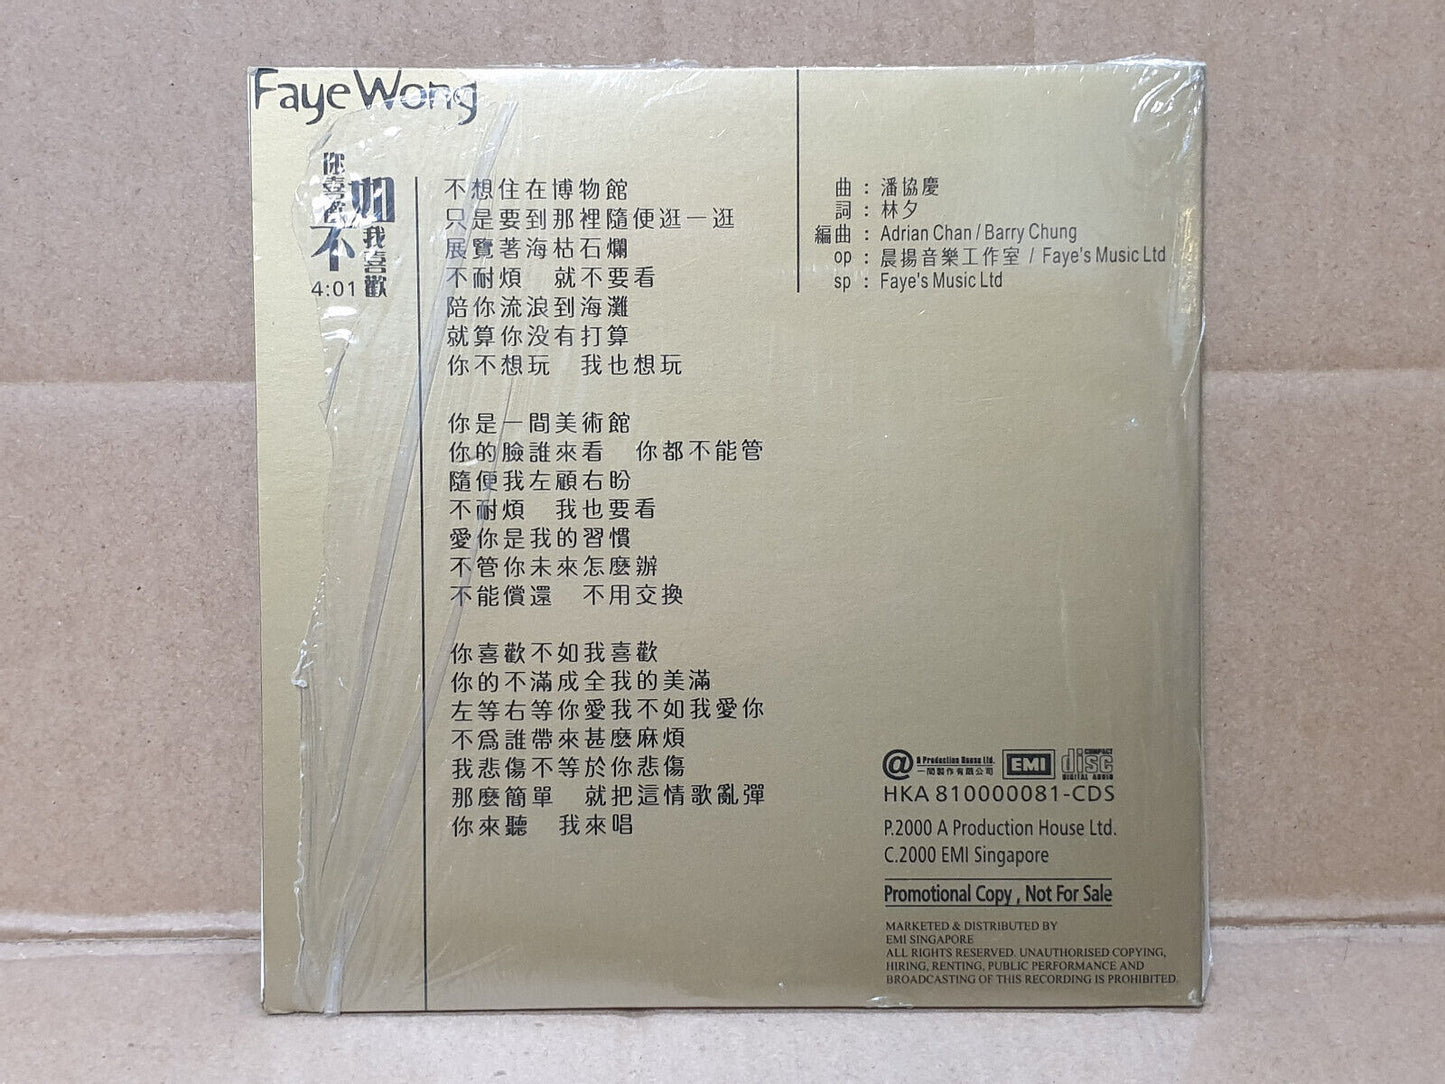 Faye Wong
你喜歡不如我喜歡
4:01
不想住在博物館
只是要到那裡隨便逛一逛
展覽著海枯石爛
不耐煩　就不要看
陪你流浪到海灘
就算你没有打算
你不想玩　我也想玩
你是一間美術館
你的臉誰來看　你都不能管
隨便我左顧右盼
不耐煩　我也要看
愛你是我的習慣
不管你未來怎麼辦
不能償還　不用交換
你喜歡不如我喜歡
你的不滿成全我的美滿
左等右等你愛我不如我愛你
不爲誰帶來甚麼麻煩
我悲傷不等於你悲傷
那麼簡單　就把這情歌亂彈
你來聽　我來唱
曲 : 潘協慶
詞 : 林夕
編曲 : Adrian Chan / Barry Chung
op : 晨揚音樂工作室 / Faye's Music Ltd
sp : Faye's Music Ltd
@ A Production House Ltd. 一間製作有限公司 EMI COMPACT disc DIGITAL AUDIO
HKA 810000081-CDS
P.2000 A Production House Ltd.
C.2000 EMI Singapore
Promotional Copy , Not For Sale
MARKETED & DISTRIBUTED BY
EMI SINGAPORE
ALL RIGHTS RESERVED. UNAUTHORISED COPYING,
HIRING, RENTING, PUBLIC PERFORMANCE AND
BROADCASTING OF THIS RECORDING IS PROHIBITED.